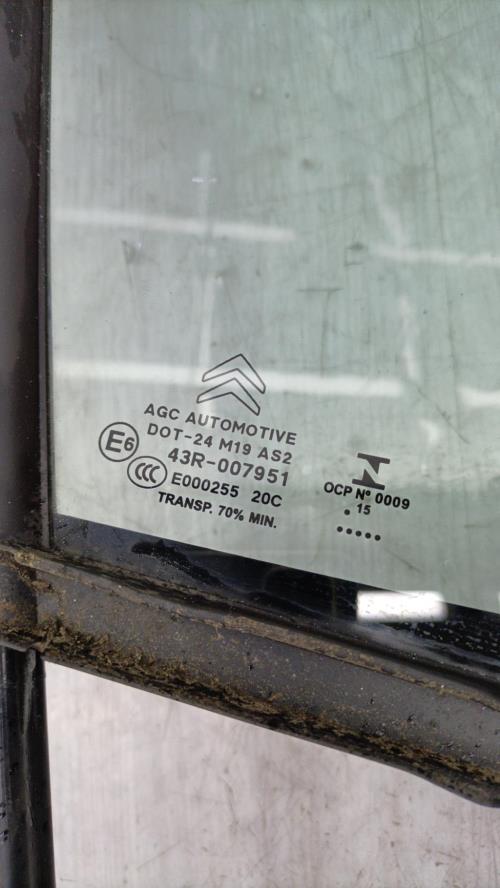 AGC AUTOMOTIVE
DOT-24 M19 AS2
E6
43R-007951
CCC
E000255 20C
TRANSP. 70% MIN.
N
OCP Nº 0009
15